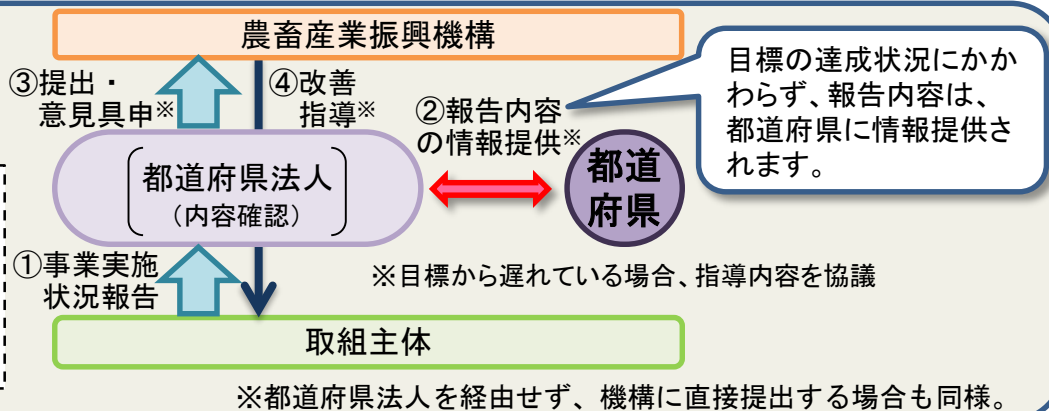 農畜産業振興機構
③提出・
意見具申※
④改善
指導※
②報告内容
の情報提供※
目標の達成状況にかか
わらず、報告内容は、
都道府県に情報提供さ
れます。
都道府県法人
（内容確認）
都道
府県
①事業実施
状況報告
※目標から遅れている場合、指導内容を協議
取組主体
※都道府県法人を経由せず、機構に直接提出する場合も同様。